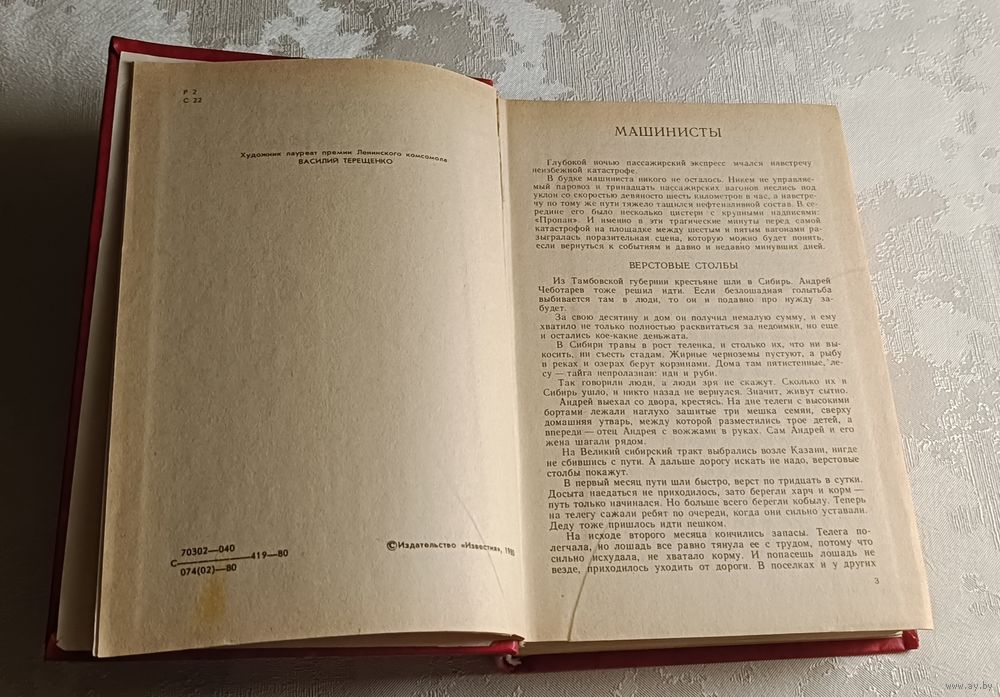 Р 2
С 22
Художник лауреат премии Ленинского комсомола
ВАСИЛИЙ ТЕРЕЩЕНКО
70302—040
С————419—80
074(02)—80
©Издательство «Известия», 1980
МАШИНИСТЫ
Глубокой ночью пассажирский экспресс мчался навстречу
неизбежной катастрофе.
В будке машиниста никого не осталось. Никем не управляе-
мый паровоз и тринадцать пассажирских вагонов неслись под
уклон со скоростью девяносто шесть километров в час, а навстре-
чу по тому же пути тяжело тащился нефтеналивной состав. В се-
редине его было несколько цистерн с крупными надписями:
«Пропан». И именно в эти трагические минуты перед самой
катастрофой на площадке между шестым и пятым вагонами ра-
зыгралась поразительная сцена, которую можно будет понять,
если вернуться к событиям и давно и недавно минувших дней.
ВЕРСТОВЫЕ СТОЛБЫ
Из Тамбовской губернии крестьяне шли в Сибирь. Андрей
Чеботарев тоже решил идти. Если безлошадная голытьба
выбивается там в люди, то он и подавно про нужду за-
будет.
За свою десятину и дом он получил немалую сумму, и ему
хватило не только полностью расквитаться за недоимки, но еще
и остались кое-какие деньжата.
В Сибири травы в рост теленка, и столько их, что ни вы-
косить, ни съесть стадам. Жирные черноземы пустуют, а рыбу
в реках и озерах берут корзинами. Дома там пятистенные, ле-
су — тайга непролазная: иди и руби.
Так говорили люди, а люди зря не скажут. Сколько их в
Сибирь ушло, и никто назад не вернулся. Значит, живут сытно.
Андрей выехал со двора, крестясь. На дне телеги с высокими
бортами лежали наглухо зашитые три мешка семян, сверху
домашняя утварь, между которой разместились трое детей, а
впереди — отец Андрея с вожжами в руках. Сам Андрей и его
жена шагали рядом.
На Великий сибирский тракт выбрались возле Казани, нигде
не сбившись с пути. А дальше дорогу искать не надо, верстовые
столбы покажут.
В первый месяц пути шли быстро, верст по тридцать в сутки.
Досыта наедаться не приходилось, зато берегли харч и корм —
путь только начинался. Но больше всего берегли кобылу. Теперь
на телегу сажали ребят по очереди, когда они сильно уставали.
Деду тоже пришлось идти пешком.
На исходе второго месяца кончились запасы. Телега по-
легчала, но лошадь все равно тянула ее с трудом, потому что
сильно исхудала, не хватало корму. И попасешь лошадь не
везде, приходилось уходить от дороги. В поселках и у других
3
www.ay.by